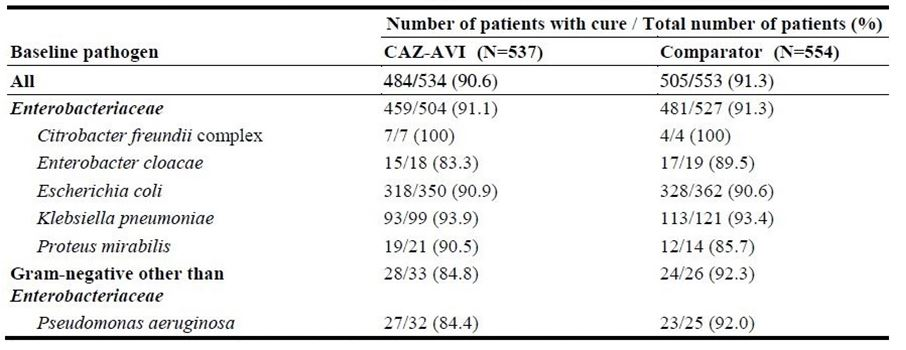 Number of patients with cure / Total number of patients (%)
Baseline pathogen CAZ-AVI (N=537) Comparator (N=554)
All 484/534 (90.6) 505/553 (91.3)
Enterobacteriaceae 459/504 (91.1) 481/527 (91.3)
Citrobacter freundii complex 7/7 (100) 4/4 (100)
Enterobacter cloacae 15/18 (83.3) 17/19 (89.5)
Escherichia coli 318/350 (90.9) 328/362 (90.6)
Klebsiella pneumoniae 93/99 (93.9) 113/121 (93.4)
Proteus mirabilis 19/21 (90.5) 12/14 (85.7)
Gram-negative other than 28/33 (84.8) 24/26 (92.3)
Enterobacteriaceae
Pseudomonas aeruginosa 27/32 (84.4) 23/25 (92.0)